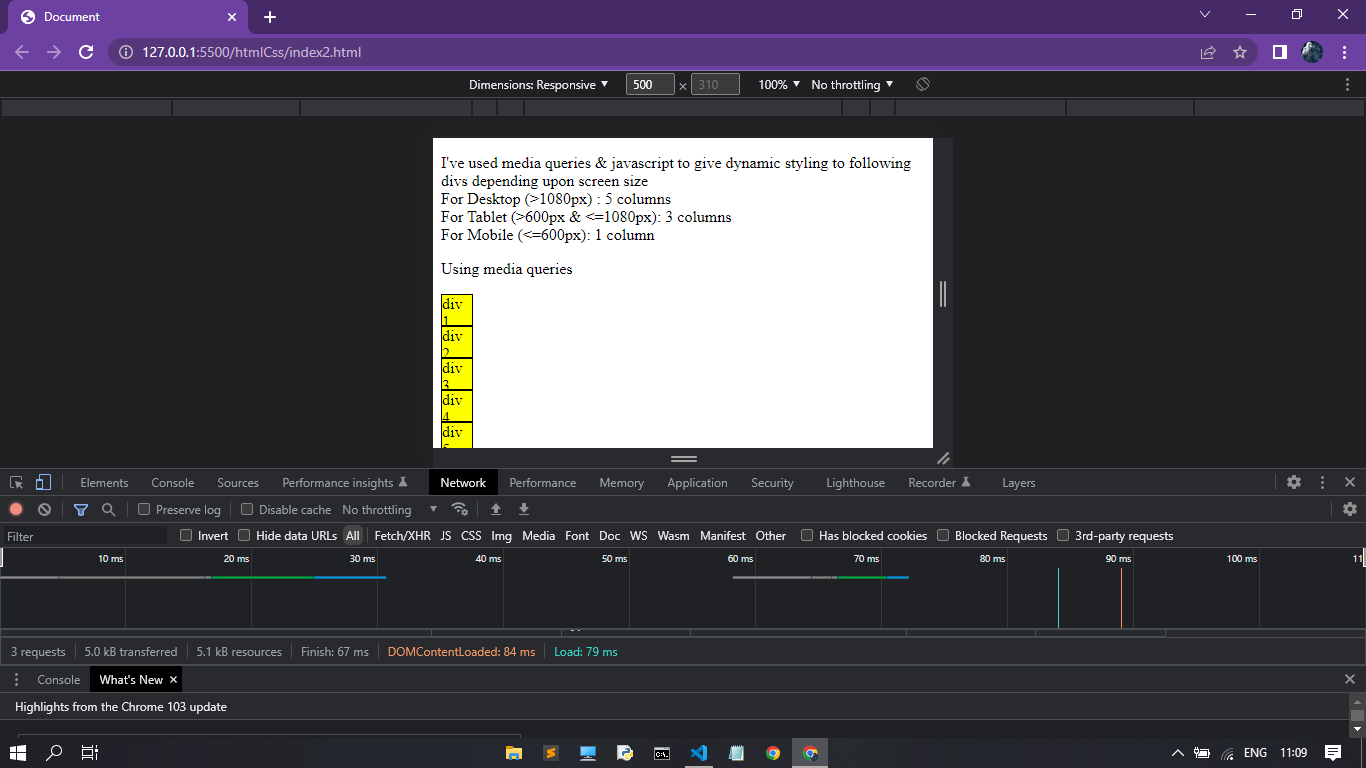 Document
127.0.0.1:5500/htmlCss/index2.html
Dimensions: Responsive ▼ 500 × 310 100% ▼ No throttling ▼
I've used media queries & javascript to give dynamic styling to following
divs depending upon screen size
For Desktop (>1080px) : 5 columns
For Tablet (>600px & <=1080px): 3 columns
For Mobile (<=600px): 1 column
Using media queries
div
1
div
2
div
3
div
4
div
Elements Console Sources Performance insights Network Performance Memory Application Security Lighthouse Recorder Layers
Preserve log Disable cache No throttling ▼
Filter Invert Hide data URLs All Fetch/XHR JS CSS Img Media Font Doc WS Wasm Manifest Other Has blocked cookies Blocked Requests 3rd-party requests
10 ms 20 ms 30 ms 40 ms 50 ms 60 ms 70 ms 80 ms 90 ms 100 ms 11
3 requests 5.0 kB transferred 5.1 kB resources Finish: 67 ms DOMContentLoaded: 84 ms Load: 79 ms
Console What's New
Highlights from the Chrome 103 update
ENG 11:09